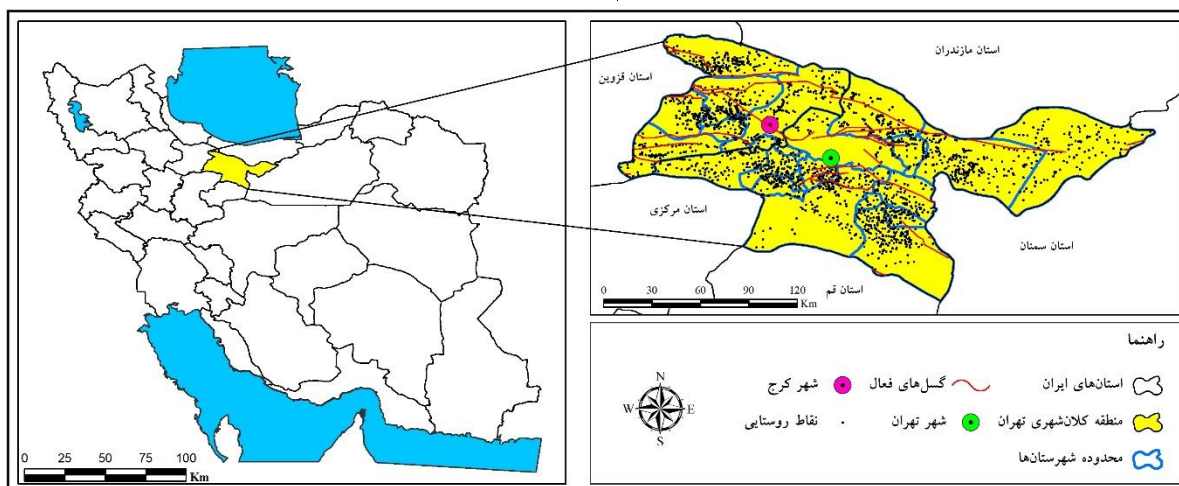 استان مازندران
استان قزوین
استان مرکزی
استان سمنان
استان قم
0 30 60 90 120
Km
0 25 50 75 100
Km
راهنما
استان‌های ایران
گسل‌های فعال
شهر کرج
منطقه کلان‌شهری تهران
شهر تهران
نقاط روستایی
محدوده شهرستان‌ها
N
W E
S